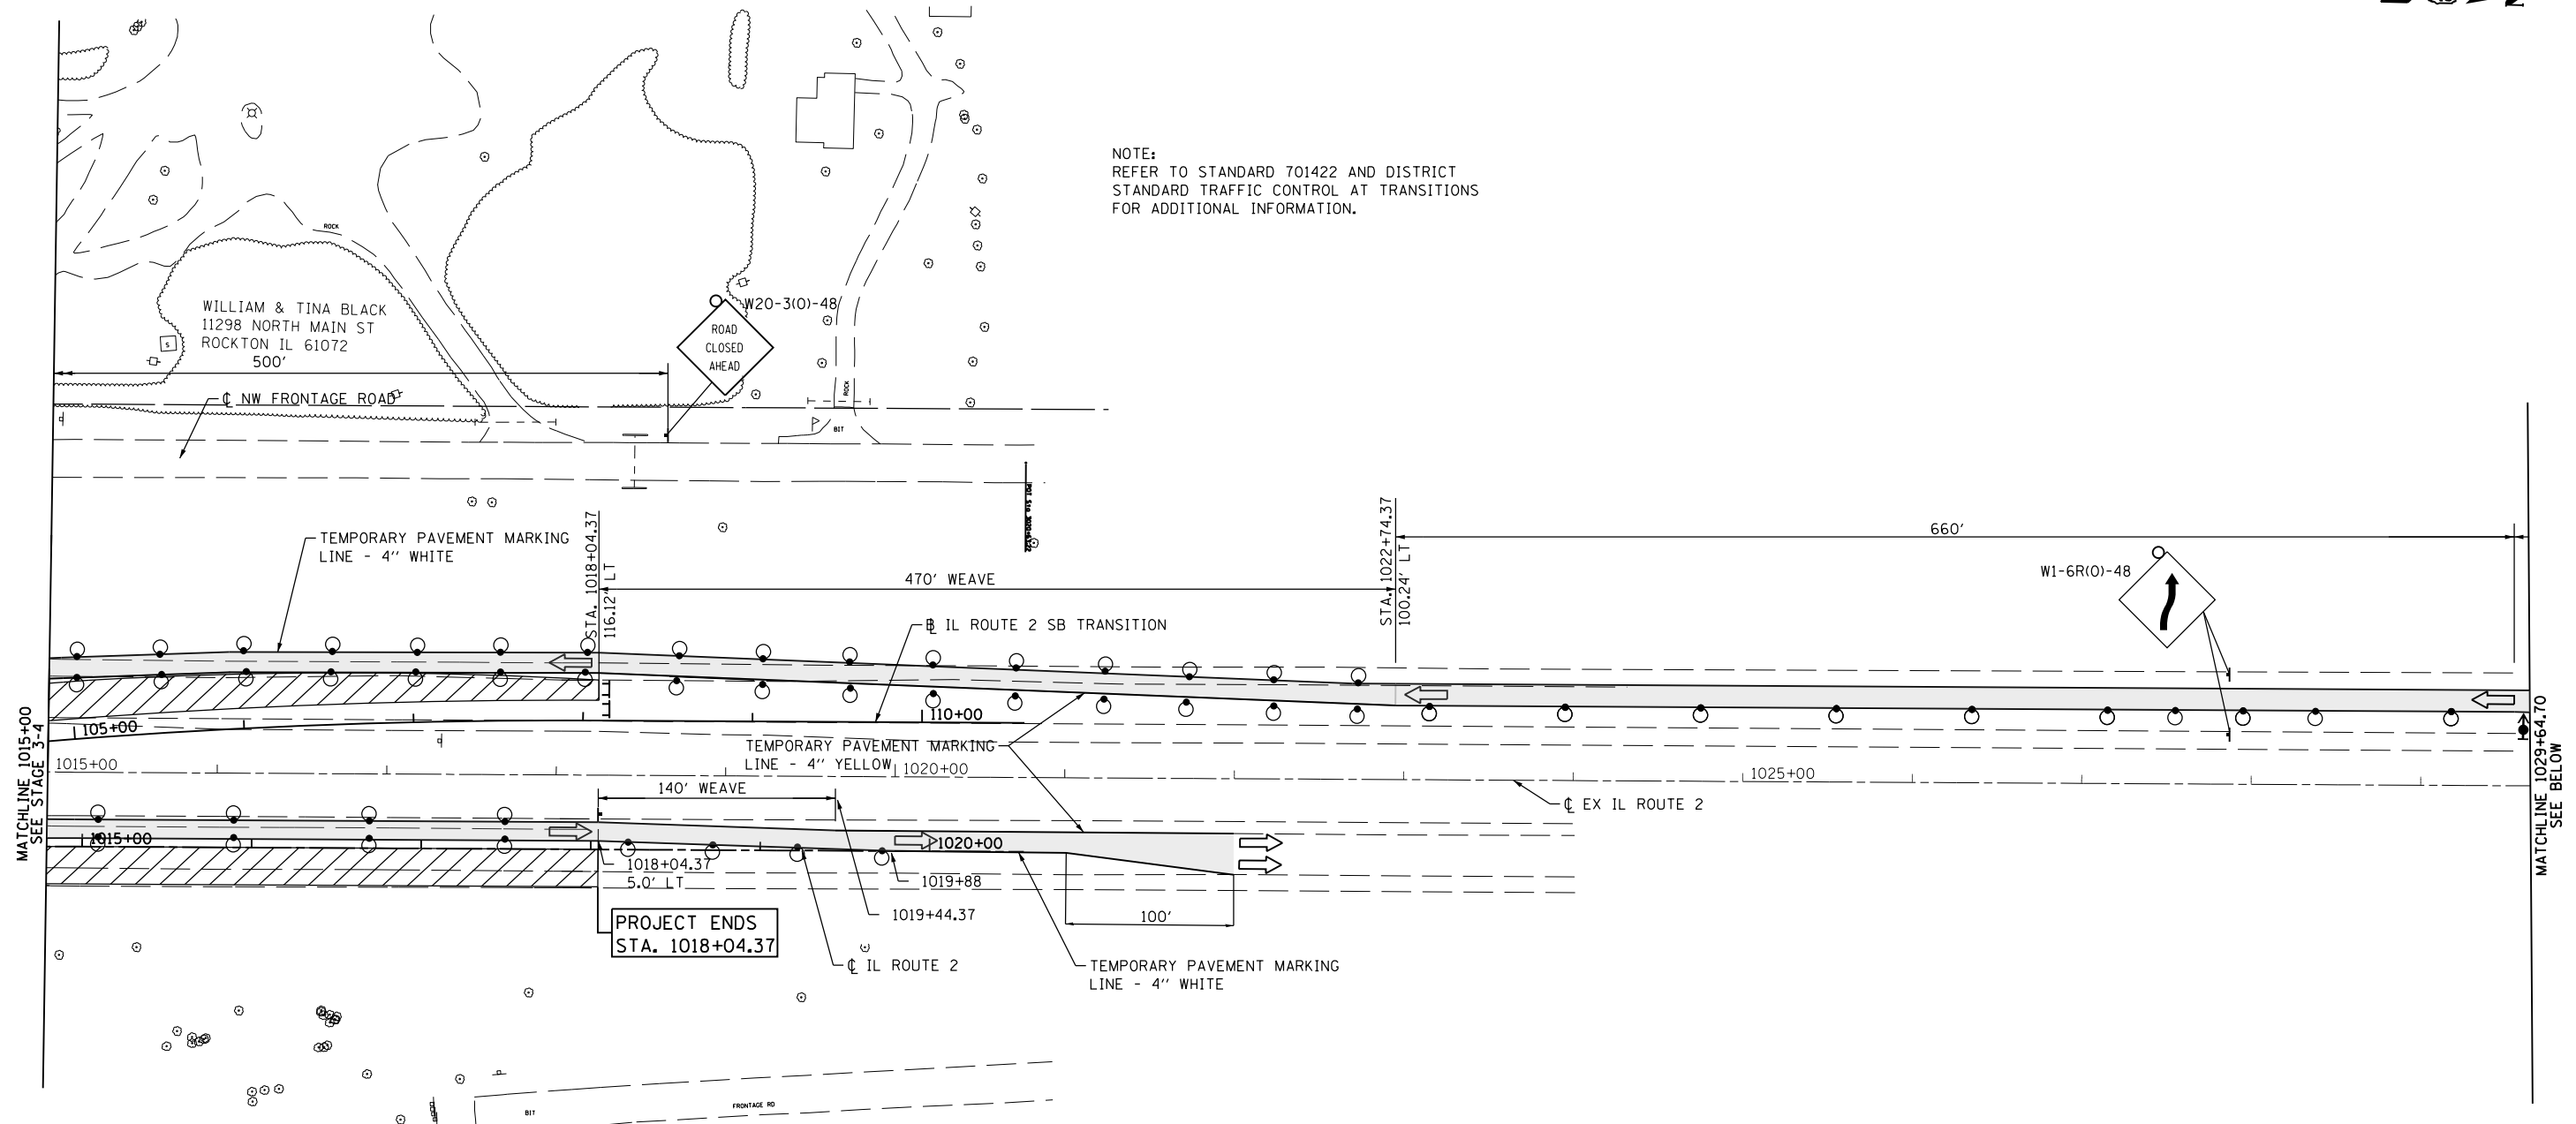 NOTE:
REFER TO STANDARD 701422 AND DISTRICT
STANDARD TRAFFIC CONTROL AT TRANSITIONS
FOR ADDITIONAL INFORMATION.
ROCK
WILLIAM & TINA BLACK
11298 NORTH MAIN ST
ROCKTON IL 61072
S
500'
W20-3(O)-48
ROAD
CLOSED
AHEAD
ROCK
BIT
℄ NW FRONTAGE ROAD
TEMPORARY PAVEMENT MARKING
LINE - 4'' WHITE
STA. 1018+04.37
116.12' LT
470' WEAVE
STA. 1022+74.37
100.24' LT
660'
W1-6R(O)-48
B̲L̲ IL ROUTE 2 SB TRANSITION
105+00
110+00
TEMPORARY PAVEMENT MARKING
LINE - 4'' YELLOW
1015+00
1020+00
1025+00
℄ EX IL ROUTE 2
140' WEAVE
1015+00
1020+00
1018+04.37
5.0' LT
1019+88
1019+44.37
100'
PROJECT ENDS
STA. 1018+04.37
℄ IL ROUTE 2
TEMPORARY PAVEMENT MARKING
LINE - 4'' WHITE
MATCHLINE 1015+00
SEE STAGE 3-4
MATCHLINE 1029+64.70
SEE BELOW
BIT
FRONTAGE RD